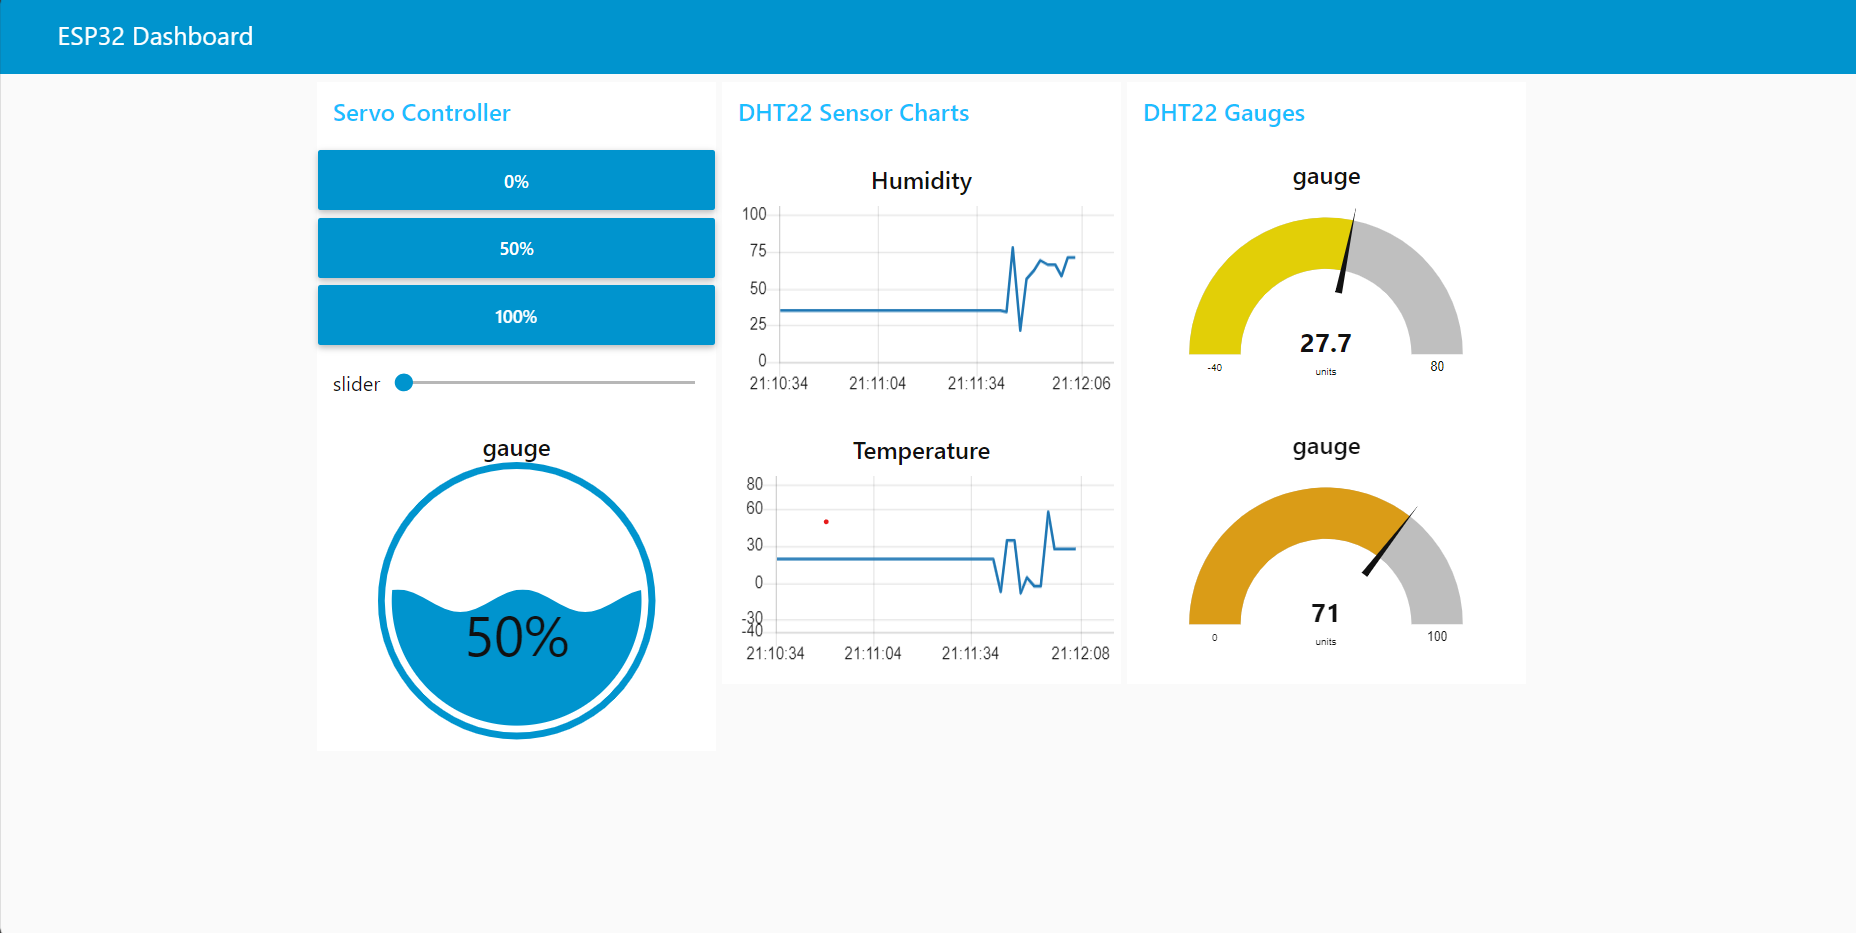 ESP32 Dashboard
Servo Controller
0%
50%
100%
slider
gauge
50%
DHT22 Sensor Charts
Humidity
100
75
50
25
0
21:10:34 21:11:04 21:11:34 21:12:06
Temperature
80
60
30
0
-30
-40
21:10:34 21:11:04 21:11:34 21:12:08
DHT22 Gauges
gauge
27.7
units
-40 80
gauge
71
units
0 100